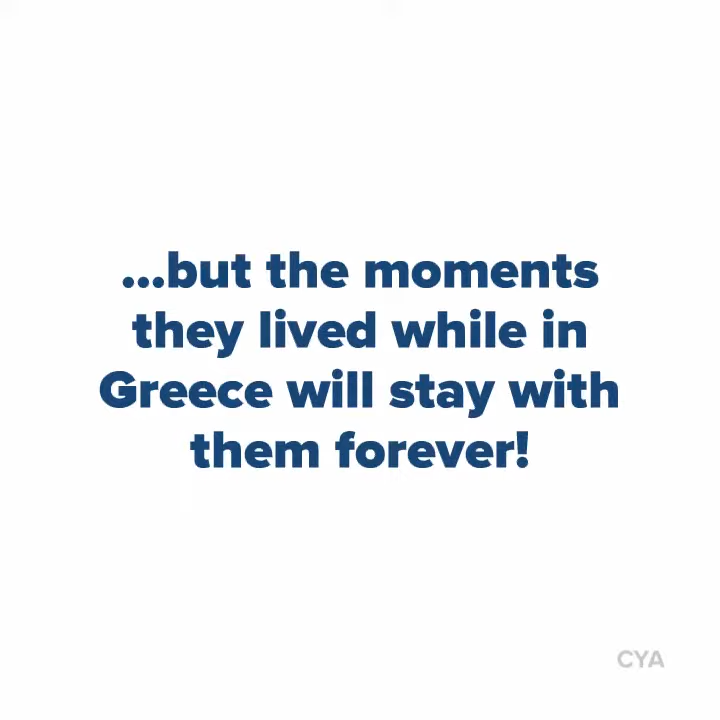 ...but the moments
they lived while in
Greece will stay with
them forever!
CYA